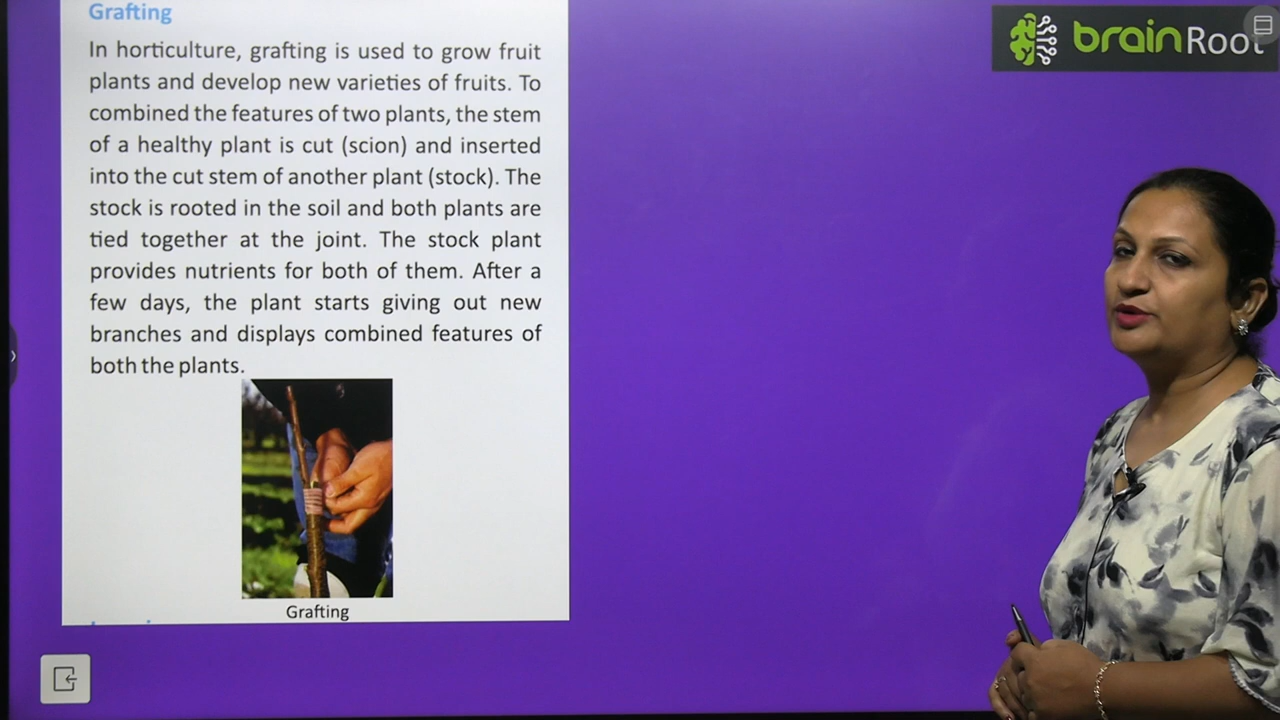 Grafting
brainRoot
In horticulture, grafting is used to grow fruit
plants and develop new varieties of fruits. To
combined the features of two plants, the stem
of a healthy plant is cut (scion) and inserted
into the cut stem of another plant (stock). The
stock is rooted in the soil and both plants are
tied together at the joint. The stock plant
provides nutrients for both of them. After a
few days, the plant starts giving out new
branches and displays combined features of
both the plants.
Grafting